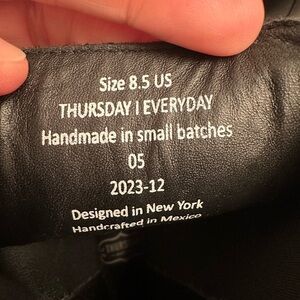 Size 8.5 US
THURSDAY | EVERYDAY
Handmade in small batches
05
2023-12
Designed in New York
Handcrafted in Mexico